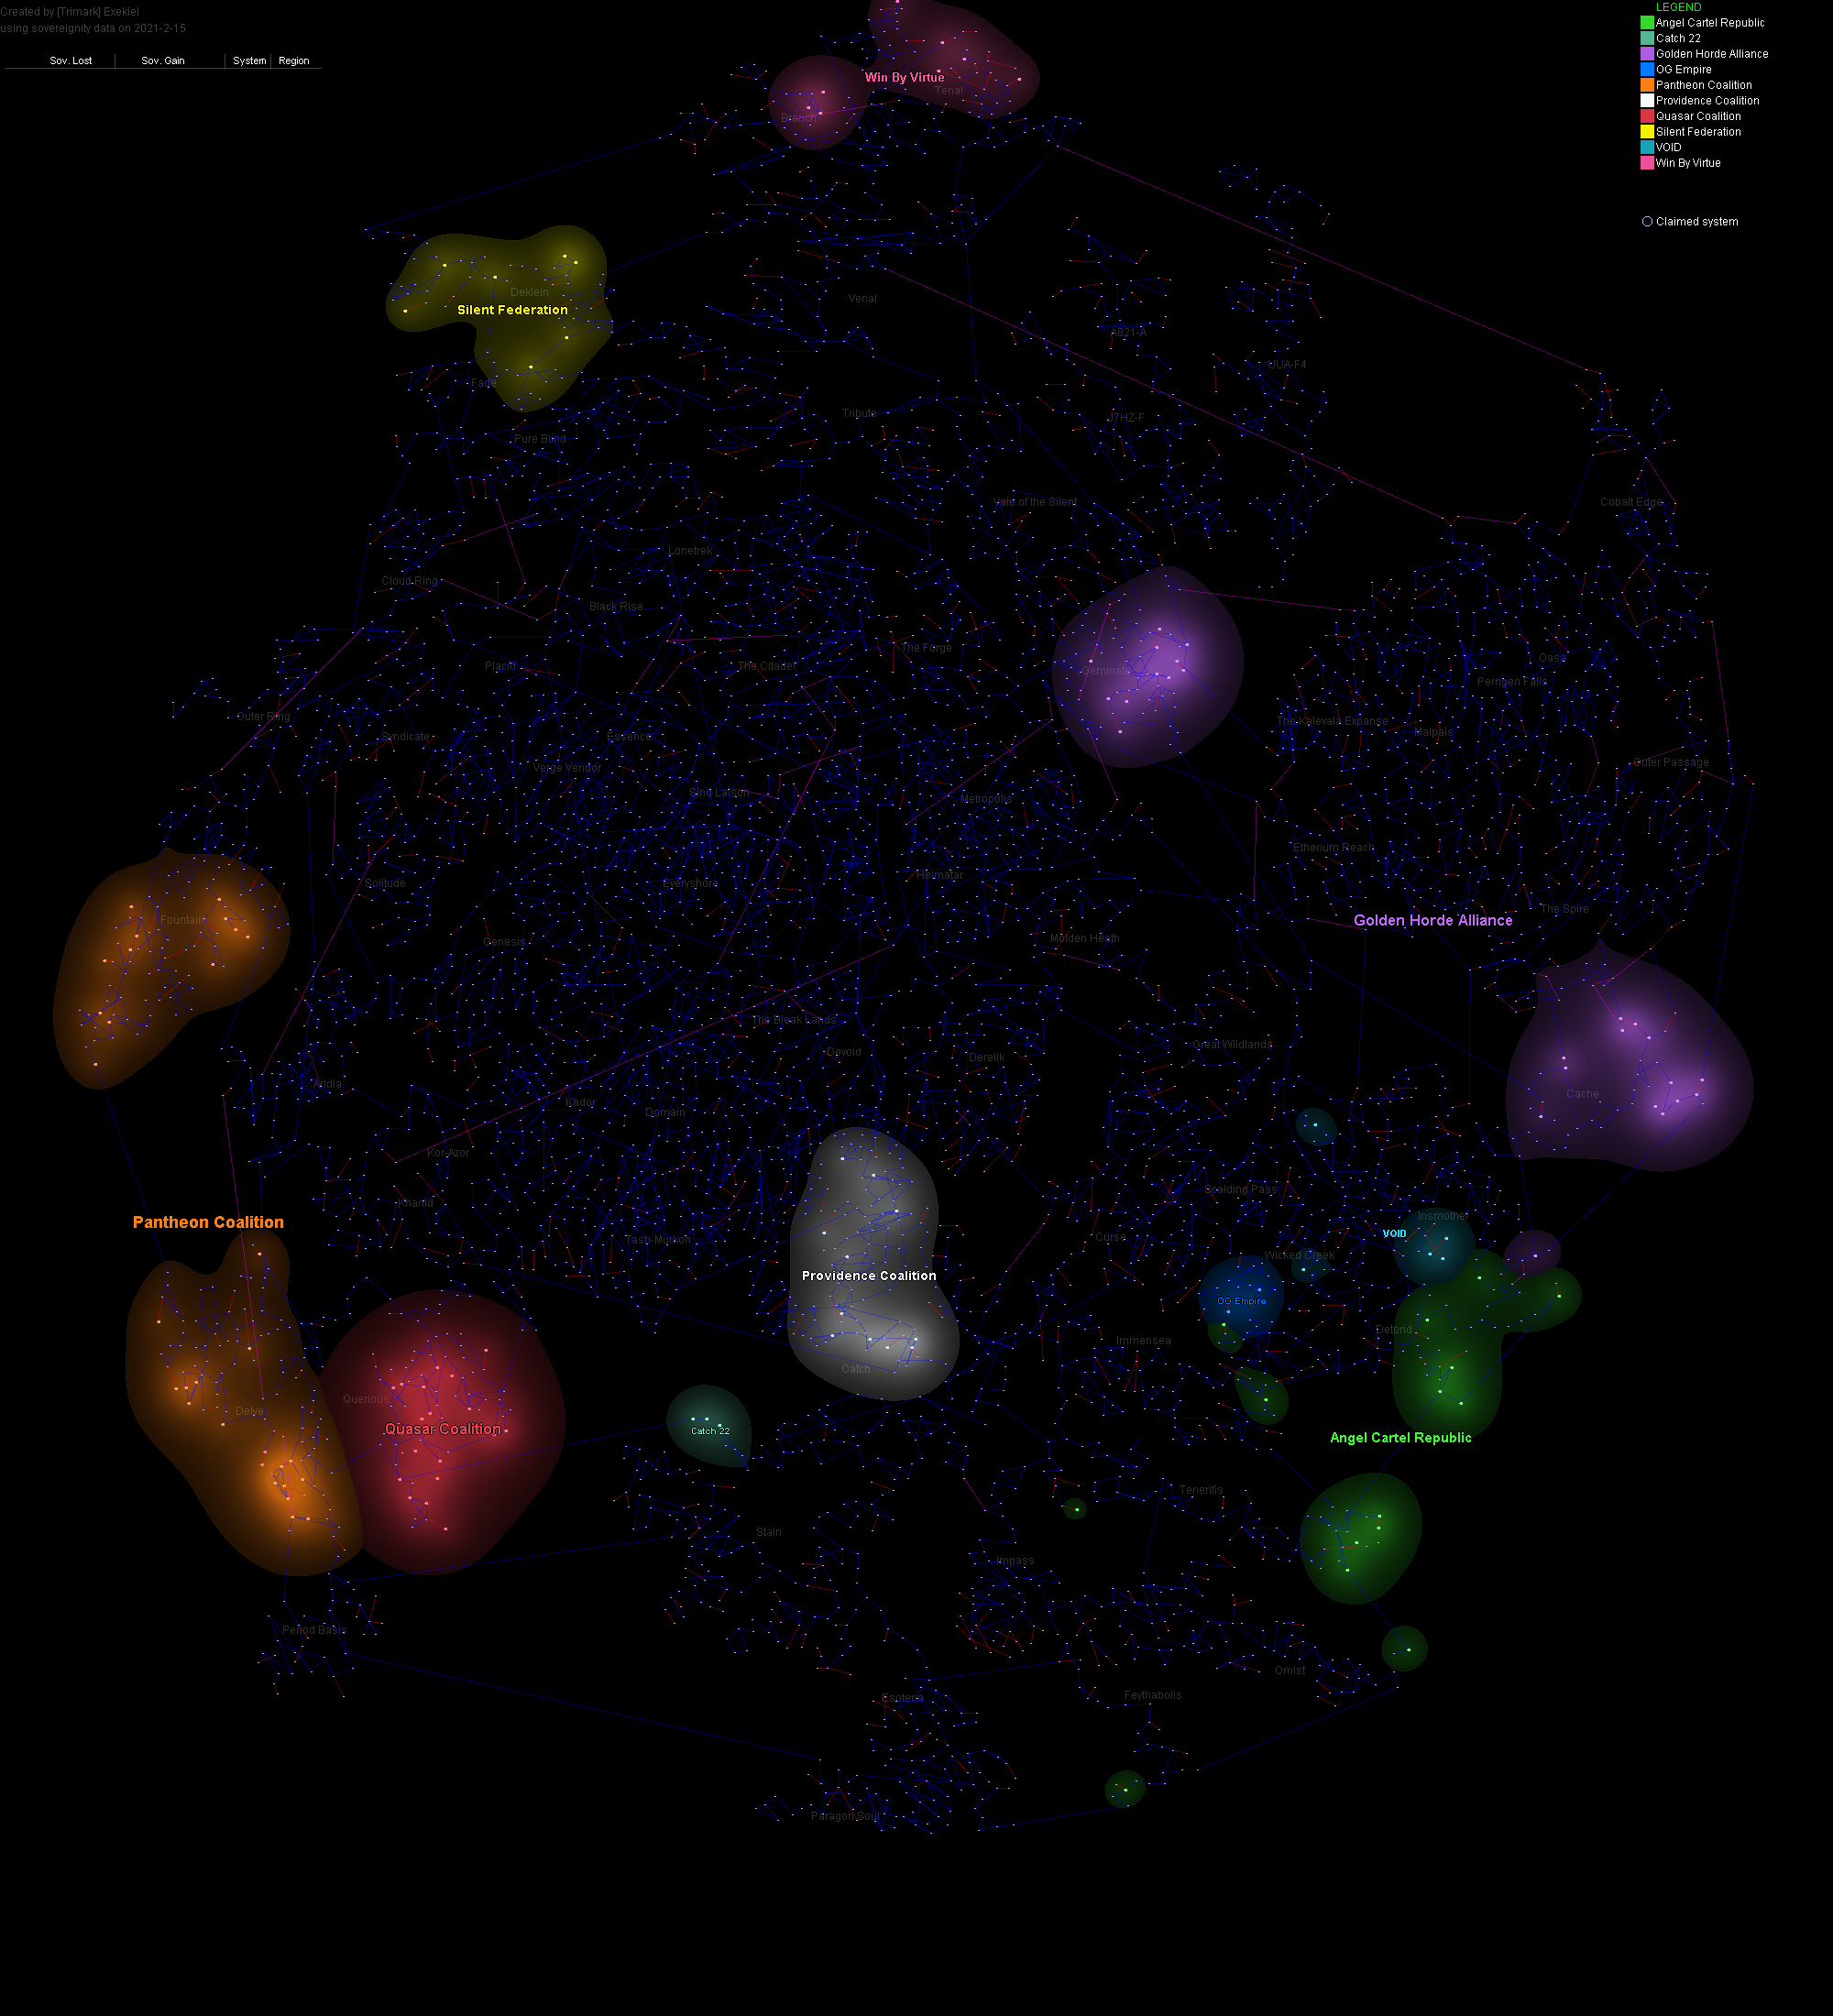 Created by [Trimark] Exekiel
using sovereignity data on 2021-2-15
Sov. Lost Sov. Gain System Region
LEGEND
Angel Cartel Republic
Catch 22
Golden Horde Alliance
OG Empire
Pantheon Coalition
Providence Coalition
Quasar Coalition
Silent Federation
VOID
Win By Virtue
Claimed system
Win By Virtue
Tenal
Branch
Deklein
Silent Federation
Venal
A821-A
UUA-F4
Fade
Tribute
J7HZ-F
Pure Blind
Vale of the Silent
Cobalt Edge
Lonetrek
Cloud Ring
Black Rise
The Forge
Oasa
Placid
The Citadel
Geminate
Perrigen Falls
Outer Ring
The Kalevala Expanse
Malpais
Syndicate
Essence
Outer Passage
Verge Vendor
Sinq Laison
Metropolis
Etherium Reach
Solitude
Everyshore
Heimatar
The Spire
Fountain
Golden Horde Alliance
Genesis
Molden Heath
The Bleak Lands
Great Wildlands
Devoid
Derelik
Aridia
Cache
Kador
Domain
Kor-Azor
Scalding Pass
Khanid
Insmother
Pantheon Coalition
VOID
Tash-Murkon
Curse
Wicked Creek
Providence Coalition
OG Empire
Detorid
Immensea
Catch
Querious
Delve
Quasar Coalition
Catch 22
Angel Cartel Republic
Tenerifis
Stain
Impass
Period Basis
Omist
Esoteria
Feythabolis
Paragon Soul